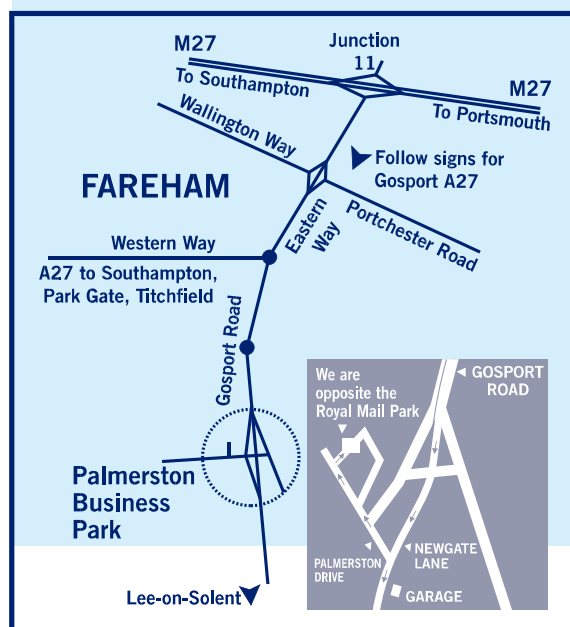 Junction
11
M27
To Southampton
M27
To Portsmouth
Wallington Way
Follow signs for
Gosport A27
FAREHAM
Eastern
Way
Portchester Road
Western Way
A27 to Southampton,
Park Gate, Titchfield
Gosport Road
We are
opposite the
Royal Mail Park
GOSPORT
ROAD
Palmerston
Business
Park
PALMERSTON
DRIVE
NEWGATE
LANE
GARAGE
Lee-on-Solent